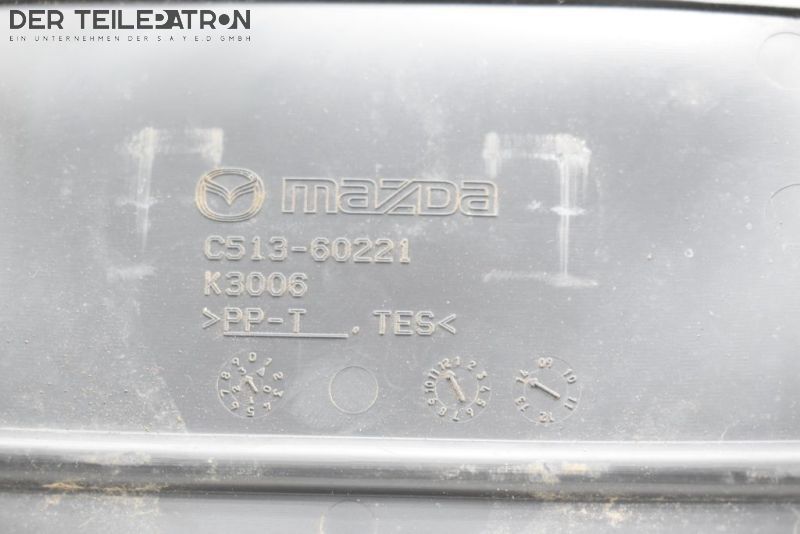 DER TEILEPATRON
EIN UNTERNEHMEN DER S A Y E.D GMBH
mazda
C513-60221
K3006
>PP-T . TES<